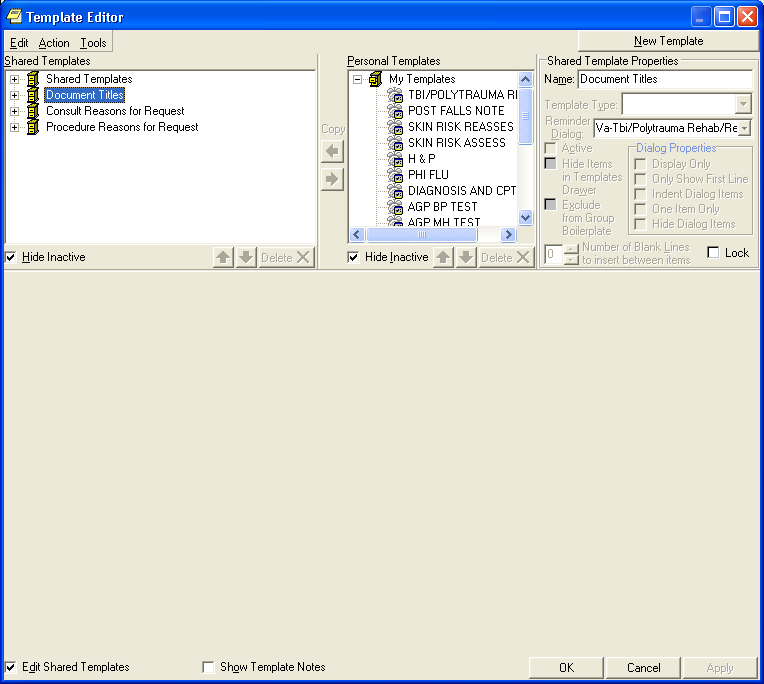 Template Editor
Edit Action Tools
New Template
Shared Templates
Shared Templates
Document Titles
Consult Reasons for Request
Procedure Reasons for Request
Hide Inactive
Delete
Copy
Personal Templates
My Templates
TBI/POLYTRAUMA RI
POST FALLS NOTE
SKIN RISK REASSES
SKIN RISK ASSESS
H & P
PHI FLU
DIAGNOSIS AND CPT
AGP BP TEST
AGP MH TEST
Hide Inactive
Delete
Shared Template Properties
Name: Document Titles
Template Type:
Reminder
Dialog:
Va-Tbi/Polytrauma Rehab/Re
Active
Hide Items
in Templates
Drawer
Exclude
from Group
Boilerplate
Dialog Properties
Display Only
Only Show First Line
Indent Dialog Items
One Item Only
Hide Dialog Items
0
Number of Blank Lines
to insert between items
Lock
Edit Shared Templates
Show Template Notes
OK
Cancel
Apply